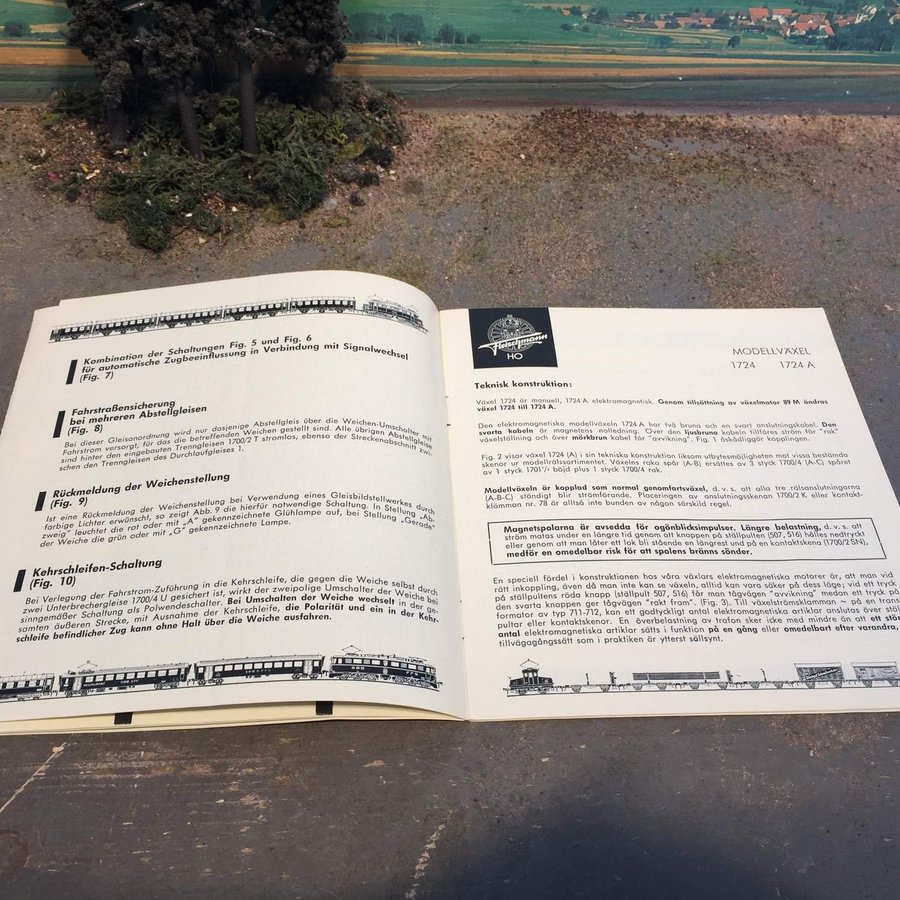 Kombination der Schaltungen Fig. 5 und Fig. 6
für automatische Zugbeeinflussung in Verbindung mit Signalwechsel
(Fig. 7)
Fahrstraßensicherung
bei mehreren Abstellgleisen
(Fig. 8)
Bei dieser Gleisanordnung wird nur dasjenige Abstellgleis über die Weichen-Umschalter mit
Fahrstrom versorgt, für das die betreffenden Weichen gestellt sind. Alle übrigen Abstellgleise
sind hinter den eingebauten Trenngleisen 1700/2 T stromlos, ebenso der Streckenabschnitt zwi-
schen den Trenngleisen des Durchlaufgleises 1.
Rückmeldung der Weichenstellung
(Fig. 9)
Ist eine Rückmeldung der Weichenstellung bei Verwendung eines Gleisbildstellwerkes durch
farbige Lichter erwünscht, so zeigt Abb. 9 die hierfür notwendige Schaltung. In Stellung „Ab-
zweig" leuchtet die rot oder mit „A" gekennzeichnete Glühlampe auf, bei Stellung „Gerade"
die Weiche die grün oder mit „G" gekennzeichnete Lampe.
Kehrschleifen-Schaltung
(Fig. 10)
Bei Verlegung der Fahrstrom-Zuführung in die Kehrschleife, die gegen die Weiche selbst durch
zwei Unterbrechergleise 1700/4 U gesichert ist, wirkt der zweipolige Umschalter der Weiche bei
sinngemäßer Schaltung als Polwendeschalter. Bei Umschalten der Weiche wechselt in der ge-
samten äußeren Strecke, mit Ausnahme der Kehrschleife, die Polarität und ein in der Kehr-
schleife befindlicher Zug kann ohne Halt über die Weiche ausfahren.
Fleischmann
HO
MODELLVÄXEL
1724 1724 A
Teknisk konstruktion:
Växel 1724 är manuell, 1724 A elektromagnetisk. Genom tillsättning av växelmotor 89 M ändras
växel 1724 till 1724 A.
Den elektromagnetiska modellväxeln 1724 A har två bruna och en svart anslutningskabel. Den
svarta kabeln är magnetens nolledning. Över den ljusbruna kabeln tillföres ström för "rak"
växelställning och över mörkbrun kabel för "avvikning". Fig. 1 åskådliggör kopplingen.
Fig. 2 visar växel 1724 (A) i sin tekniska konstruktion liksom utbytesmöjlighet mot vissa bestämda
skenor ur modellrälssortimentet. Växelns raka spår (A-B) ersättes av 3 styck 1700/4 (A-C) spåret
av 1 styck 1701¹/₂ böjd plus 1 styck 1700/4 rak.
Modellväxeln är kopplad som normal genomfartsväxel, d. v. s. att alla tre rälsanslutningarna
(A-B-C) ständigt blir strömförande. Placeringen av anslutningsskenan 1700/2 K eller kontakt-
klämman nr. 78 är alltså inte bunden av någon särskild regel.
Magnetspolarna är avsedda för ögonblicksimpulser. Längre belastning, d. v. s. att
ström matas under en längre tid genom att knappen på ställpulten (507, 516) hålles nedtryckt
eller genom att man låter ett lok bli stående en längre stund på en kontaktskena (1700/2 SN),
medför en omedelbar risk för att spolens bränns sönder.
En speciell fördel i konstruktionen hos våra växlars elektromagnetiska motorer är, att man vid
rätt inkoppling, även då man inte kan se växeln, alltid kan vara säker på dess läge; vid ett tryck
på ställpultens röda knapp (ställpult 507, 516) får man tågvägen "avvikning" medan ett tryck på
den svarta knappen ger tågvägen "rakt fram". (Fig. 3). Till växelströmsklamman ~ på en trans-
formator av typ 711-712, kan ett godtyckligt antal elektromagnetiska artiklar anslutas över ställ-
pultar eller kontaktskenor. En överbelastning av trafon sker icke med mindre än att ett större
antal elektromagnetiska artiklar sätts i funktion på en gång eller omedelbart efter varandra,
tillvägagångssätt som i praktiken är ytterst sällsynt.